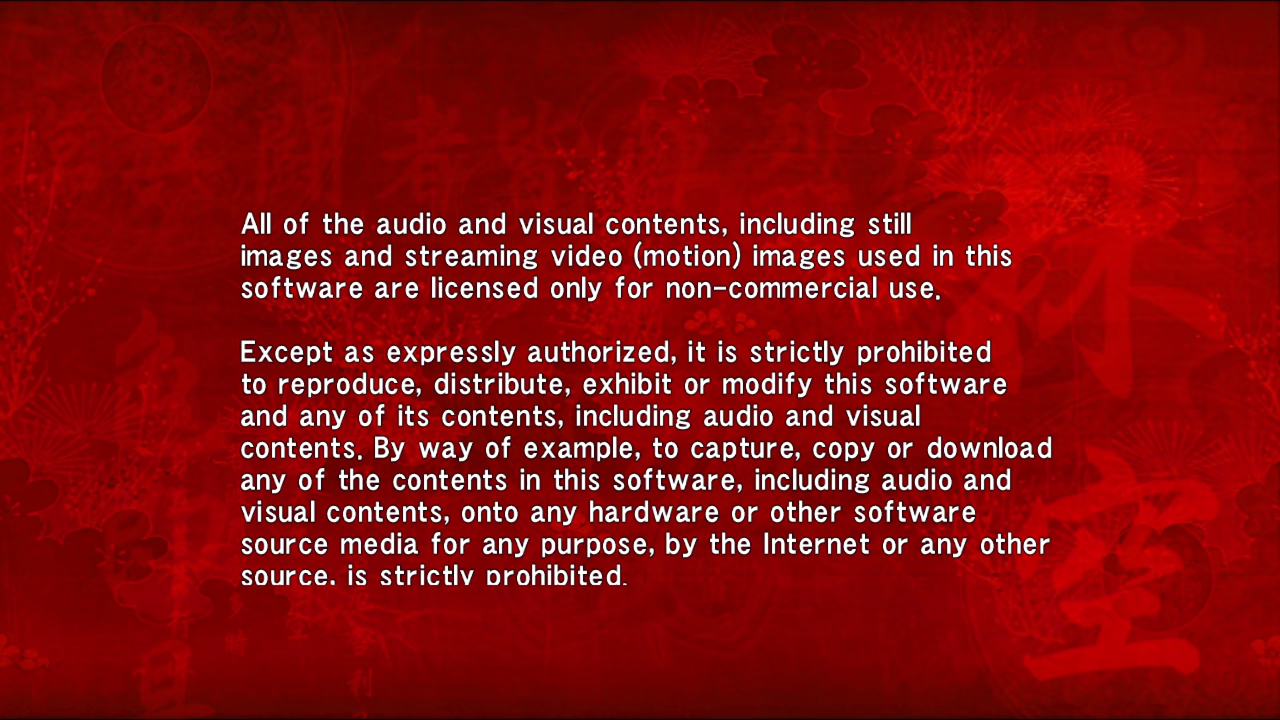 All of the audio and visual contents, including still
images and streaming video (motion) images used in this
software are licensed only for non-commercial use.
Except as expressly authorized, it is strictly prohibited
to reproduce, distribute, exhibit or modify this software
and any of its contents, including audio and visual
contents. By way of example, to capture, copy or download
any of the contents in this software, including audio and
visual contents, onto any hardware or other software
source media for any purpose, by the Internet or any other
source, is strictly prohibited.